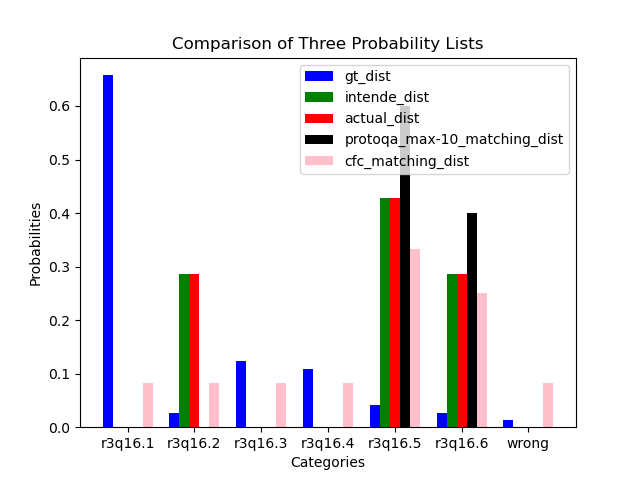 Comparison of Three Probability Lists
gt_dist
intende_dist
actual_dist
protoqa_max-10_matching_dist
cfc_matching_dist
Probabilities
0.6
0.5
0.4
0.3
0.2
0.1
0.0
r3q16.1 r3q16.2 r3q16.3 r3q16.4 r3q16.5 r3q16.6 wrong
Categories